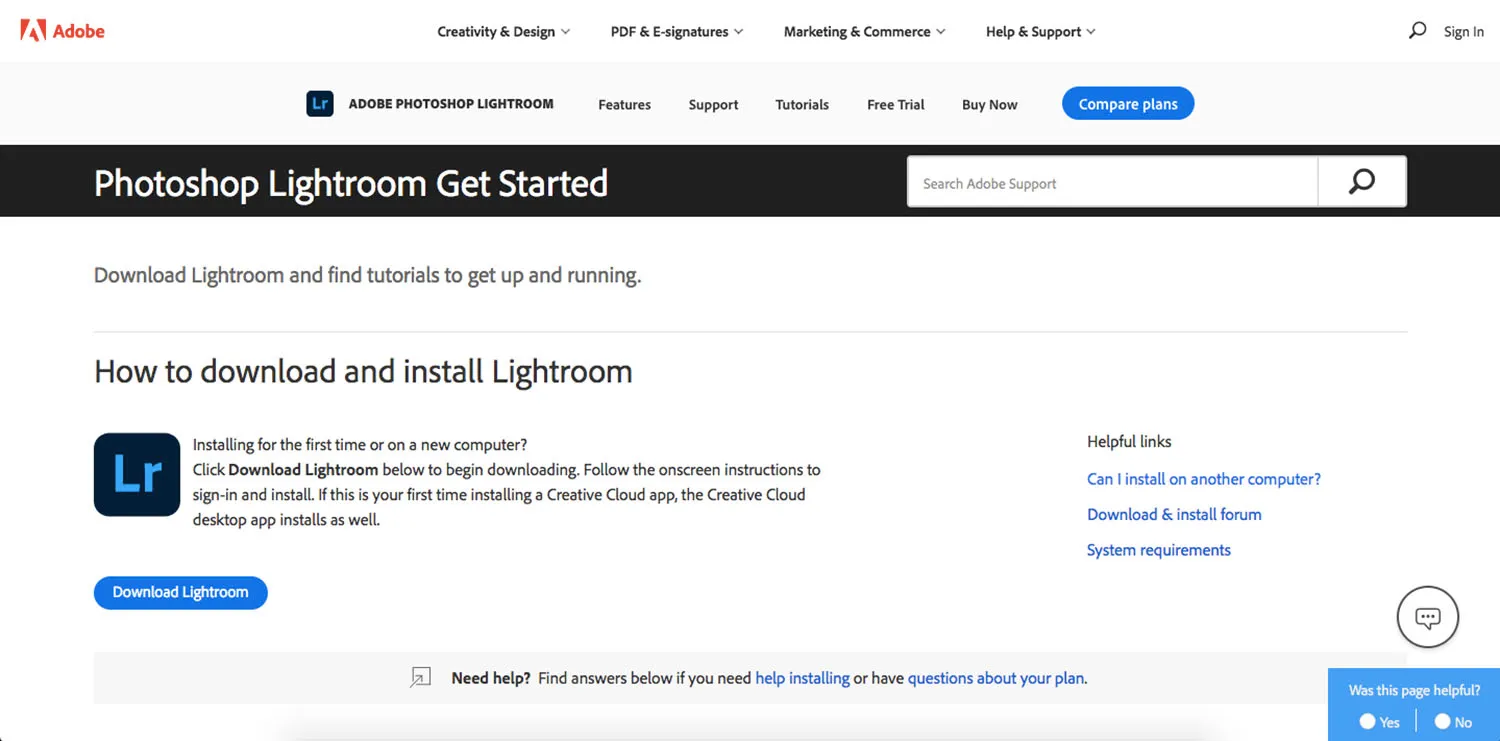 Adobe
Creativity & Design
PDF & E-signatures
Marketing & Commerce
Help & Support
Sign In
Lr
ADOBE PHOTOSHOP LIGHTROOM
Features
Support
Tutorials
Free Trial
Buy Now
Compare plans
Photoshop Lightroom Get Started
Search Adobe Support
Download Lightroom and find tutorials to get up and running.
How to download and install Lightroom
Lr
Installing for the first time or on a new computer?
Click Download Lightroom below to begin downloading. Follow the onscreen instructions to
sign-in and install. If this is your first time installing a Creative Cloud app, the Creative Cloud
desktop app installs as well.
Download Lightroom
Helpful links
Can I install on another computer?
Download & install forum
System requirements
Need help? Find answers below if you need help installing or have questions about your plan.
Was this page helpful?
Yes
No